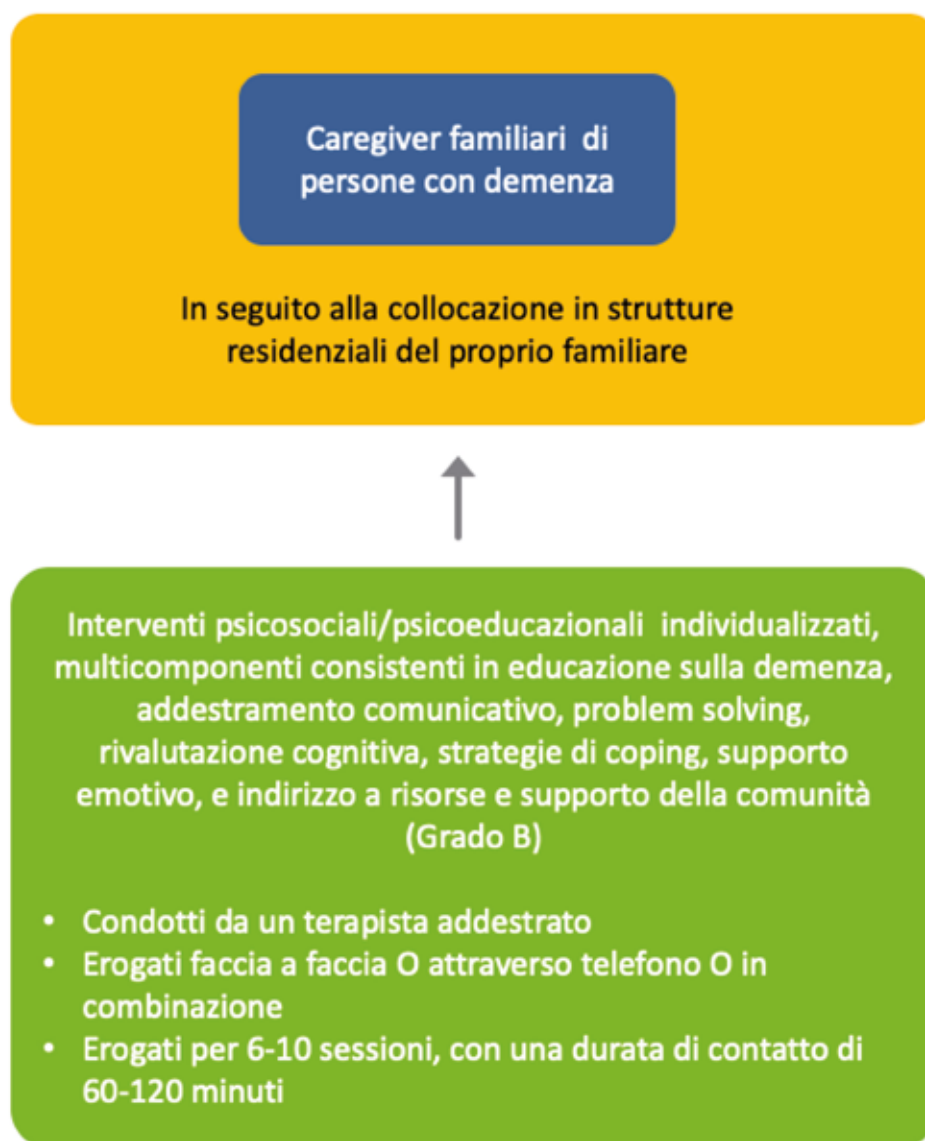 Caregiver familiari di
persone con demenza
In seguito alla collocazione in strutture
residenziali del proprio familiare
Interventi psicosociali/psicoeducazionali individualizzati,
multicomponenti consistenti in educazione sulla demenza,
addestramento comunicativo, problem solving,
rivalutazione cognitiva, strategie di coping, supporto
emotivo, e indirizzo a risorse e supporto della comunità
(Grado B)
• Condotti da un terapista addestrato
• Erogati faccia a faccia O attraverso telefono O in
combinazione
• Erogati per 6-10 sessioni, con una durata di contatto di
60-120 minuti